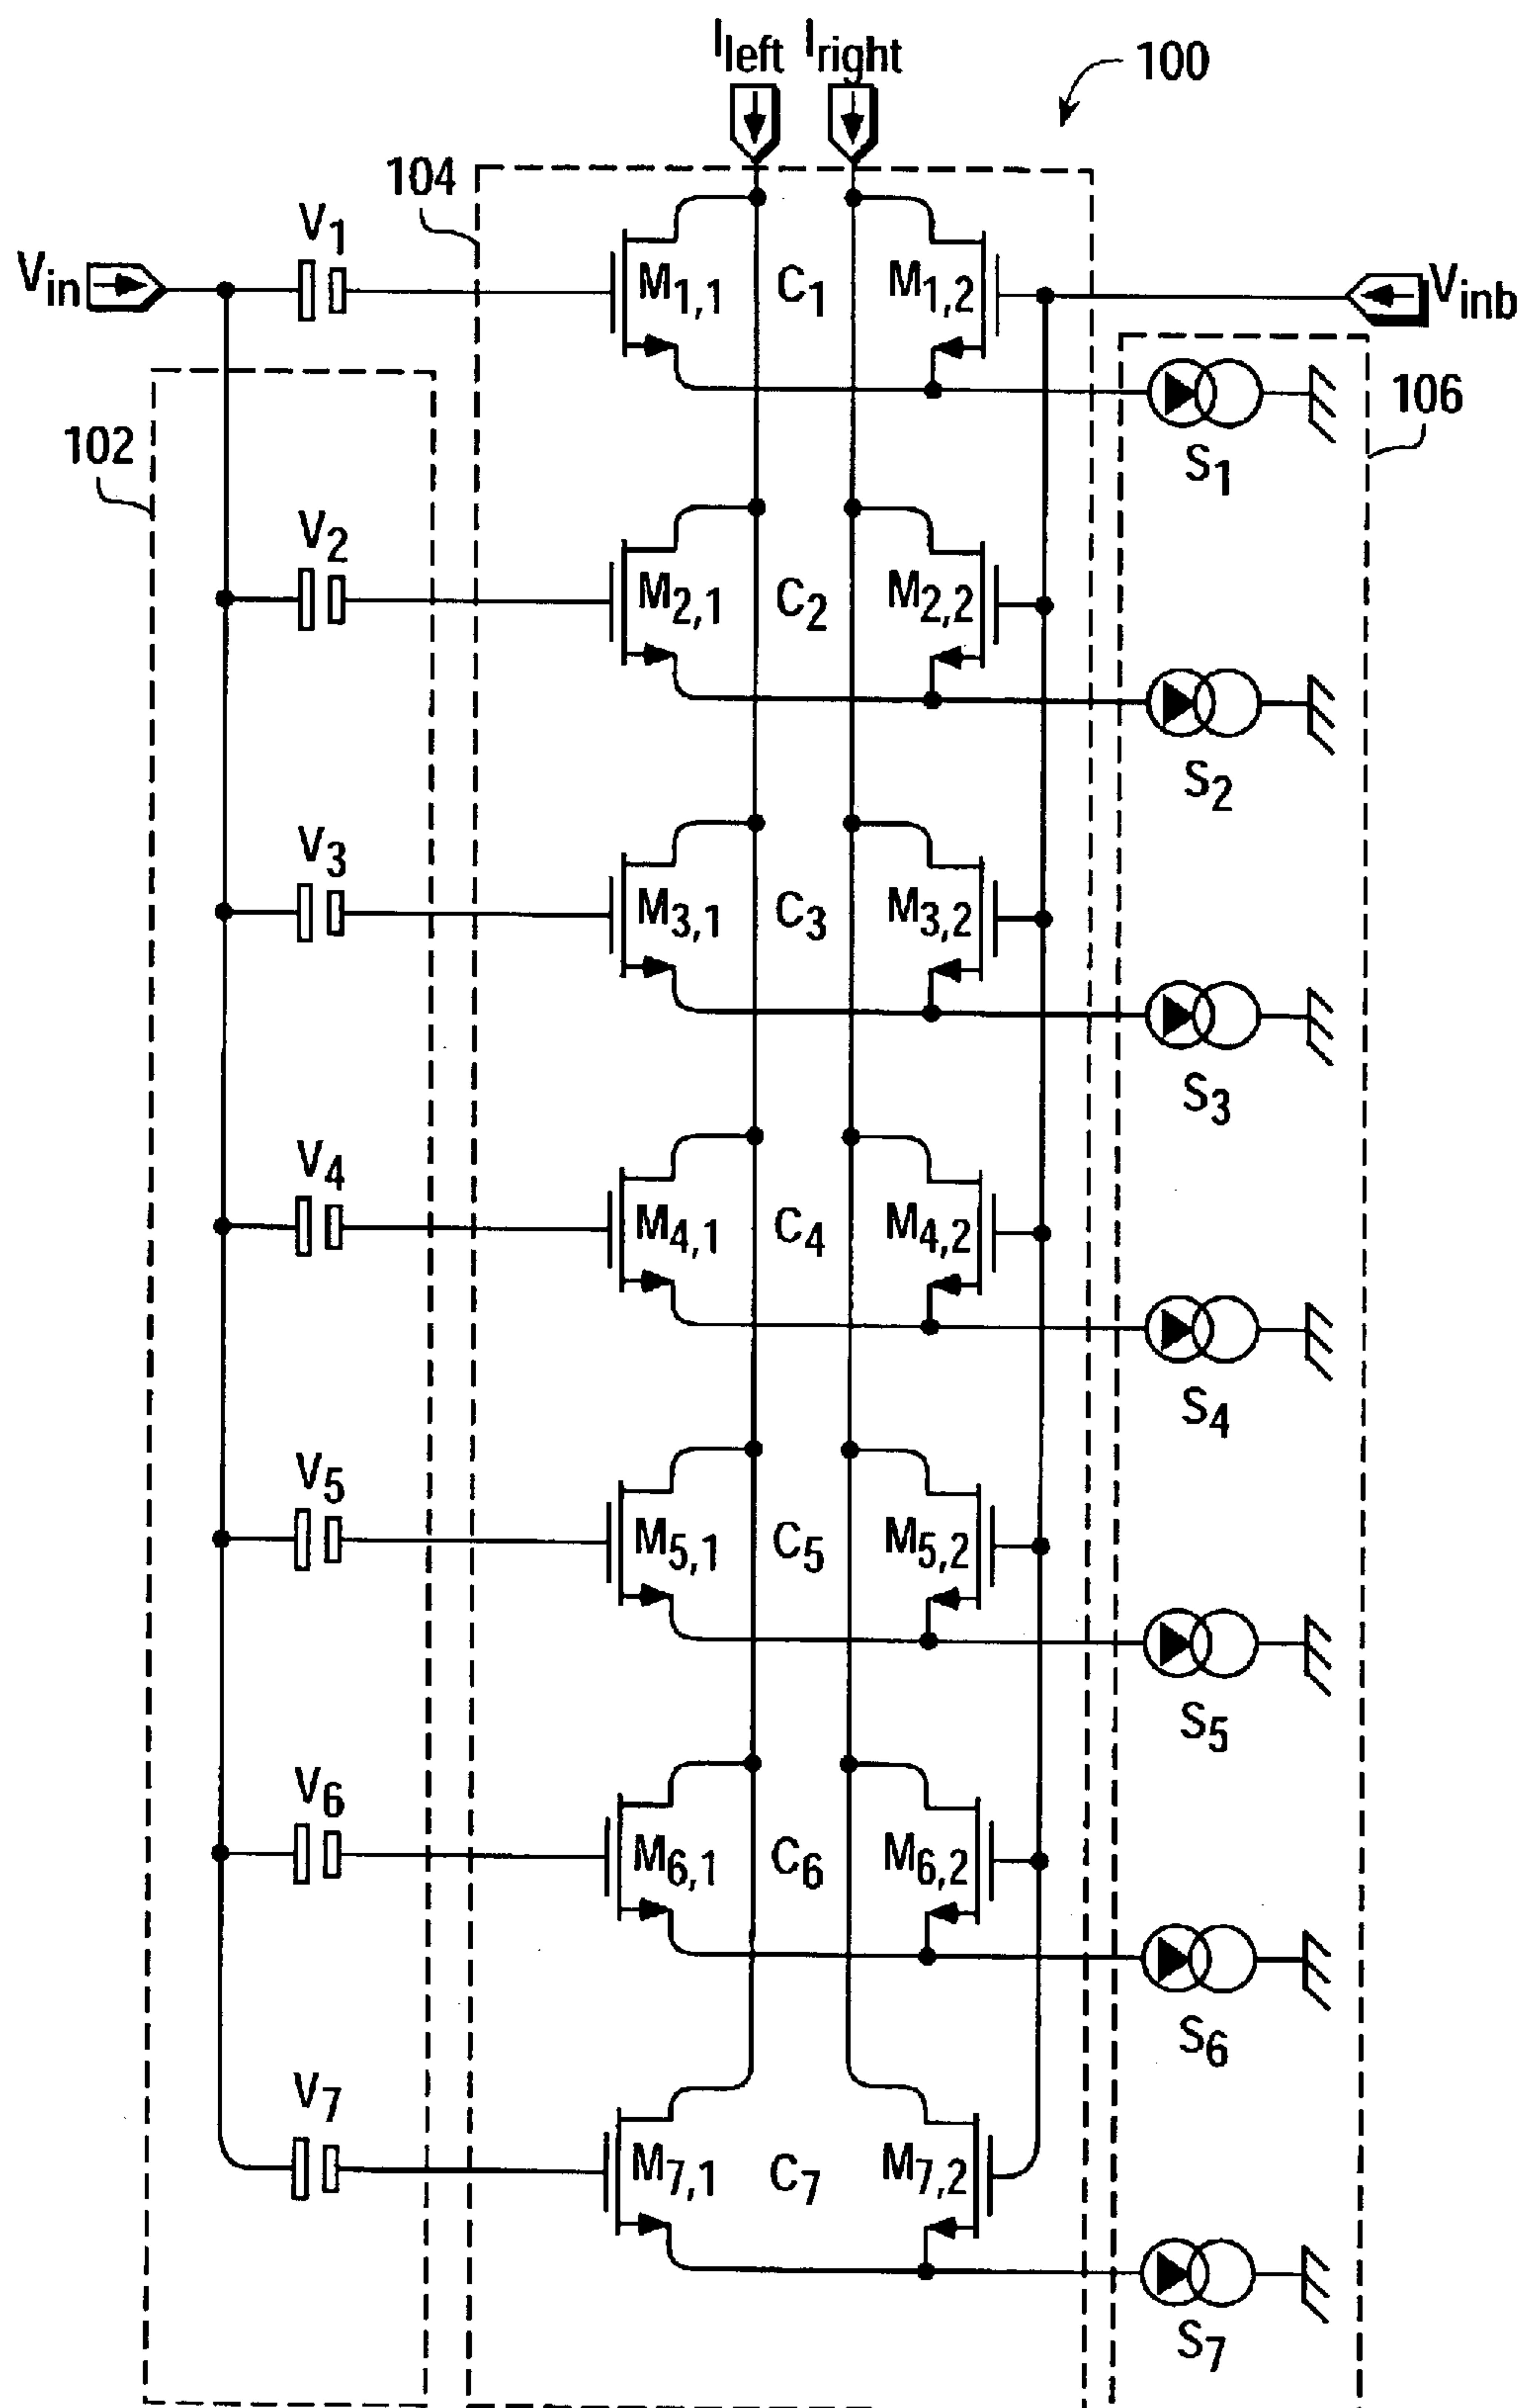 I_left I_right 100
104
V_1
V_in M_1,1 C_1 M_1,2 V_inb
102 106
S_1
V_2
M_2,1 C_2 M_2,2
S_2
V_3
M_3,1 C_3 M_3,2
S_3
V_4
M_4,1 C_4 M_4,2
S_4
V_5
M_5,1 C_5 M_5,2
S_5
V_6
M_6,1 C_6 M_6,2
S_6
V_7
M_7,1 C_7 M_7,2
S_7